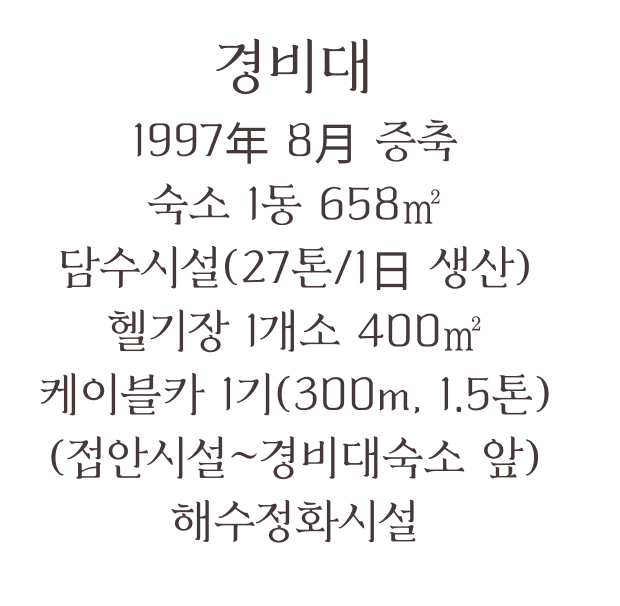 경비대
1997年 8月 증축
숙소 1동 658㎡
담수시설(27톤/1日 생산)
헬기장 1개소 400㎡
케이블카 1기(300m, 1.5톤)
(접안시설~경비대숙소 앞)
해수정화시설